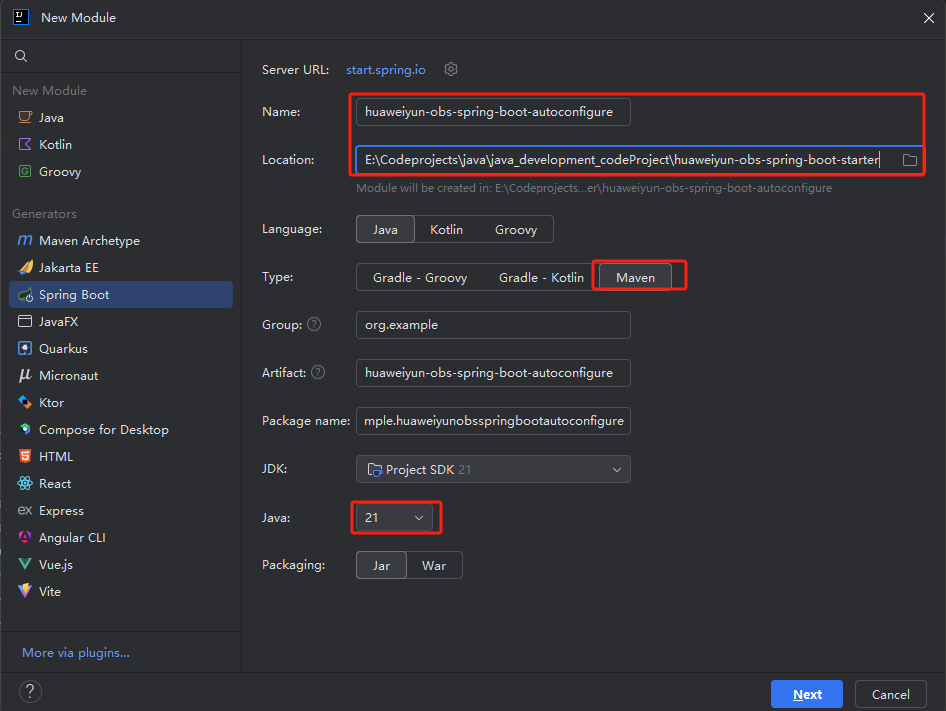 New Module
Server URL: start.spring.io
New Module
Java
Kotlin
Groovy
Generators
Maven Archetype
Jakarta EE
Spring Boot
JavaFX
Quarkus
Micronaut
Ktor
Compose for Desktop
HTML
React
Express
Angular CLI
Vue.js
Vite
More via plugins...
Name: huaweiyun-obs-spring-boot-autoconfigure
Location: E:\Codeprojects\java\java_development_codeProject\huaweiyun-obs-spring-boot-starter
Module will be created in: E:\Codeprojects...er\huaweiyun-obs-spring-boot-autoconfigure
Language: Java Kotlin Groovy
Type: Gradle - Groovy Gradle - Kotlin Maven
Group: ? org.example
Artifact: ? huaweiyun-obs-spring-boot-autoconfigure
Package name: mple.huaweiyunobsspringbootautoconfigure
JDK: Project SDK 21
Java: 21
Packaging: Jar War
? Next Cancel